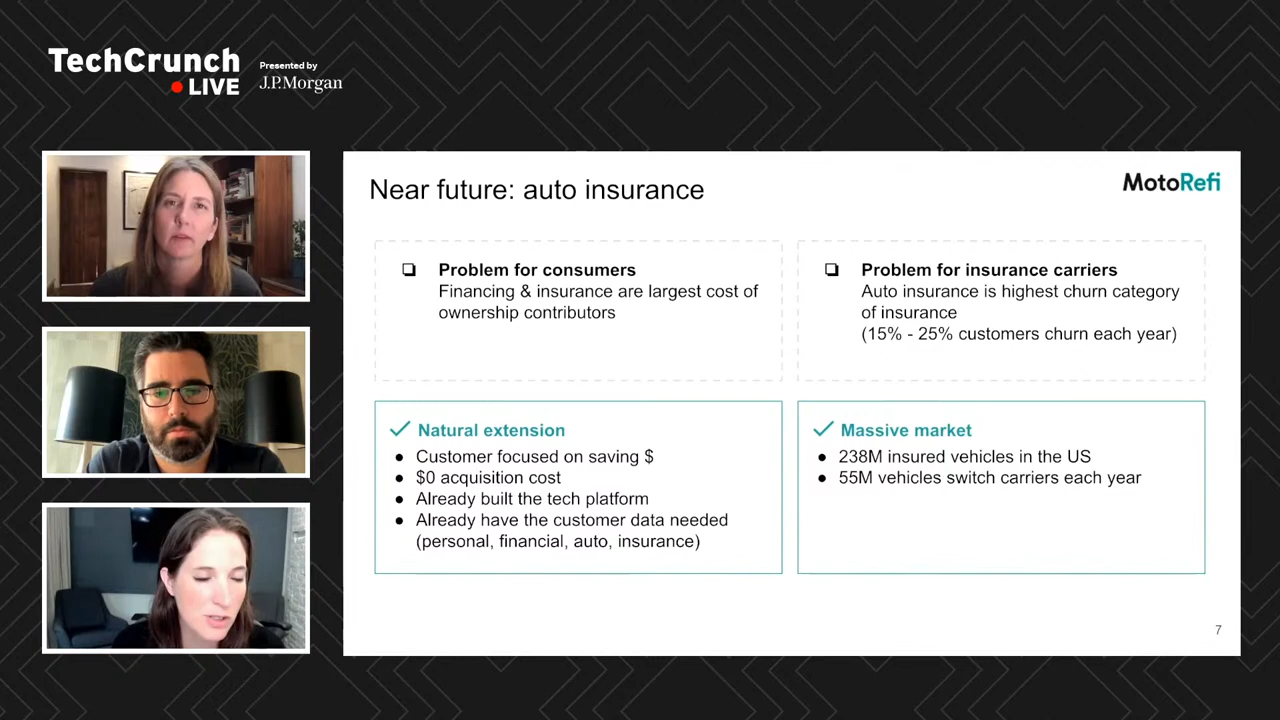 TechCrunch
LIVE
Presented by
J.P.Morgan
Near future: auto insurance
MotoRefi
❏ Problem for consumers
Financing & insurance are largest cost of
ownership contributors
❏ Problem for insurance carriers
Auto insurance is highest churn category
of insurance
(15% - 25% customers churn each year)
✓ Natural extension
● Customer focused on saving $
● $0 acquisition cost
● Already built the tech platform
● Already have the customer data needed
(personal, financial, auto, insurance)
✓ Massive market
● 238M insured vehicles in the US
● 55M vehicles switch carriers each year
7